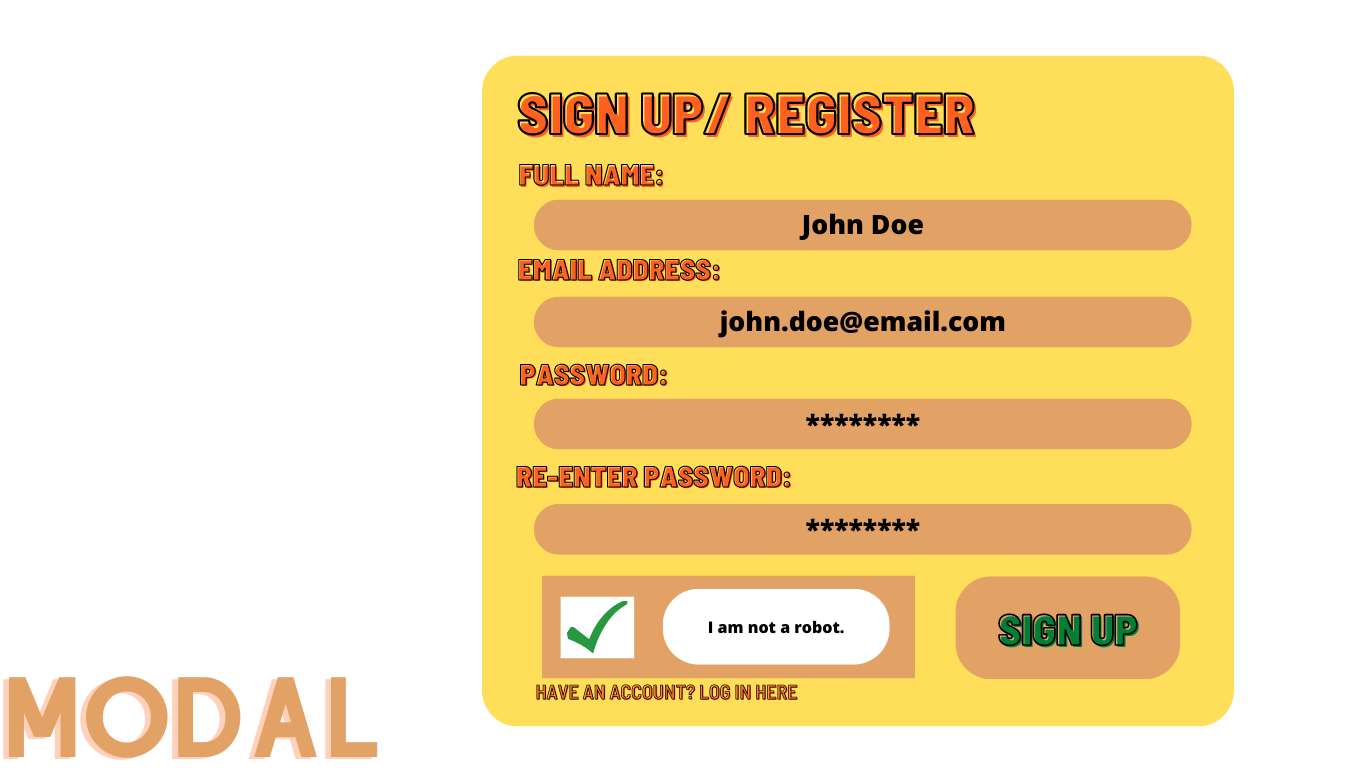 SIGN UP/ REGISTER
FULL NAME:
John Doe
EMAIL ADDRESS:
john.doe@email.com
PASSWORD:
********
RE-ENTER PASSWORD:
********
I am not a robot.
SIGN UP
HAVE AN ACCOUNT? LOG IN HERE
MODAL